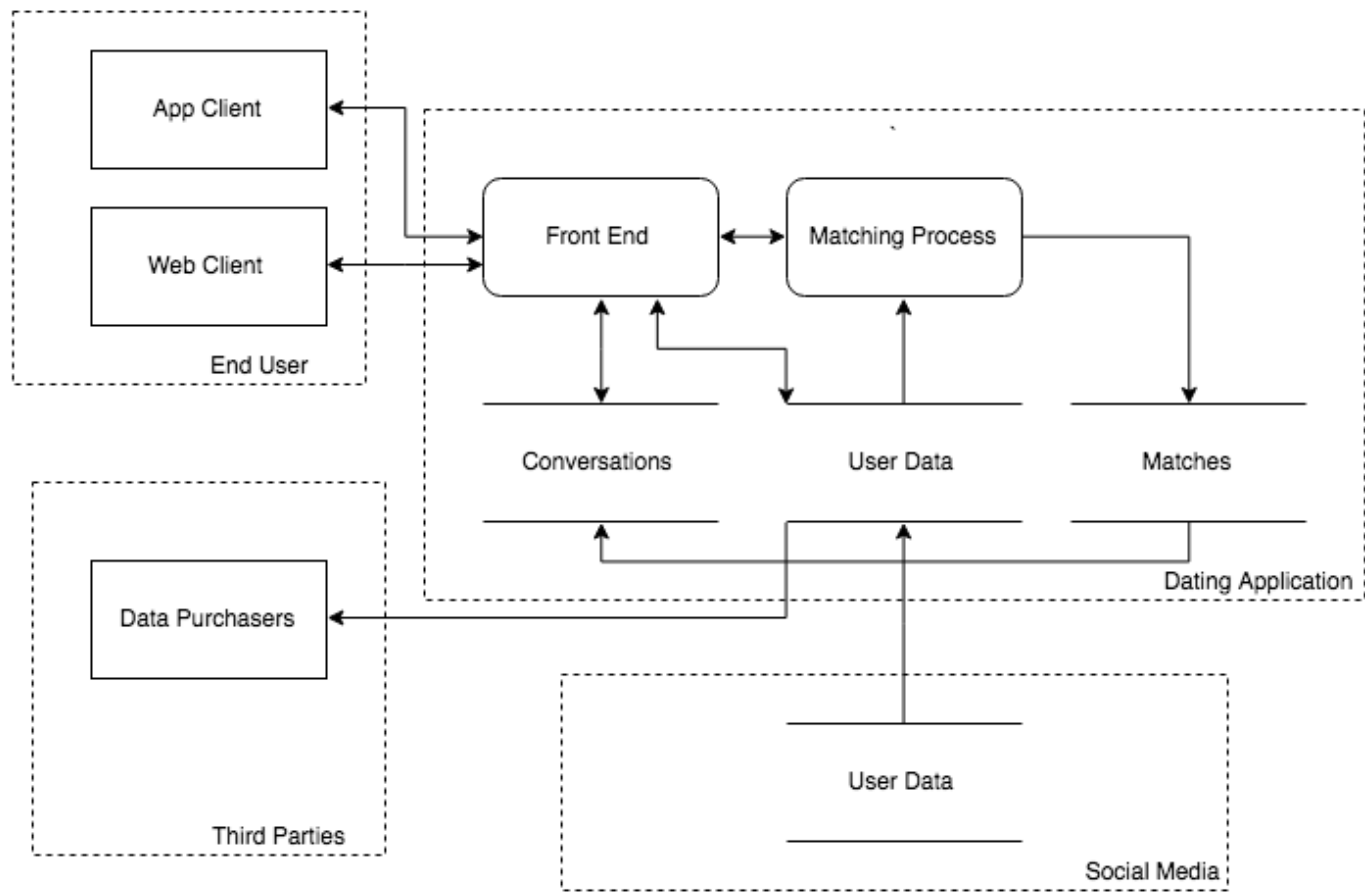 App Client
Web Client
End User
Front End
Matching Process
Conversations
User Data
Matches
Dating Application
Data Purchasers
Third Parties
User Data
Social Media